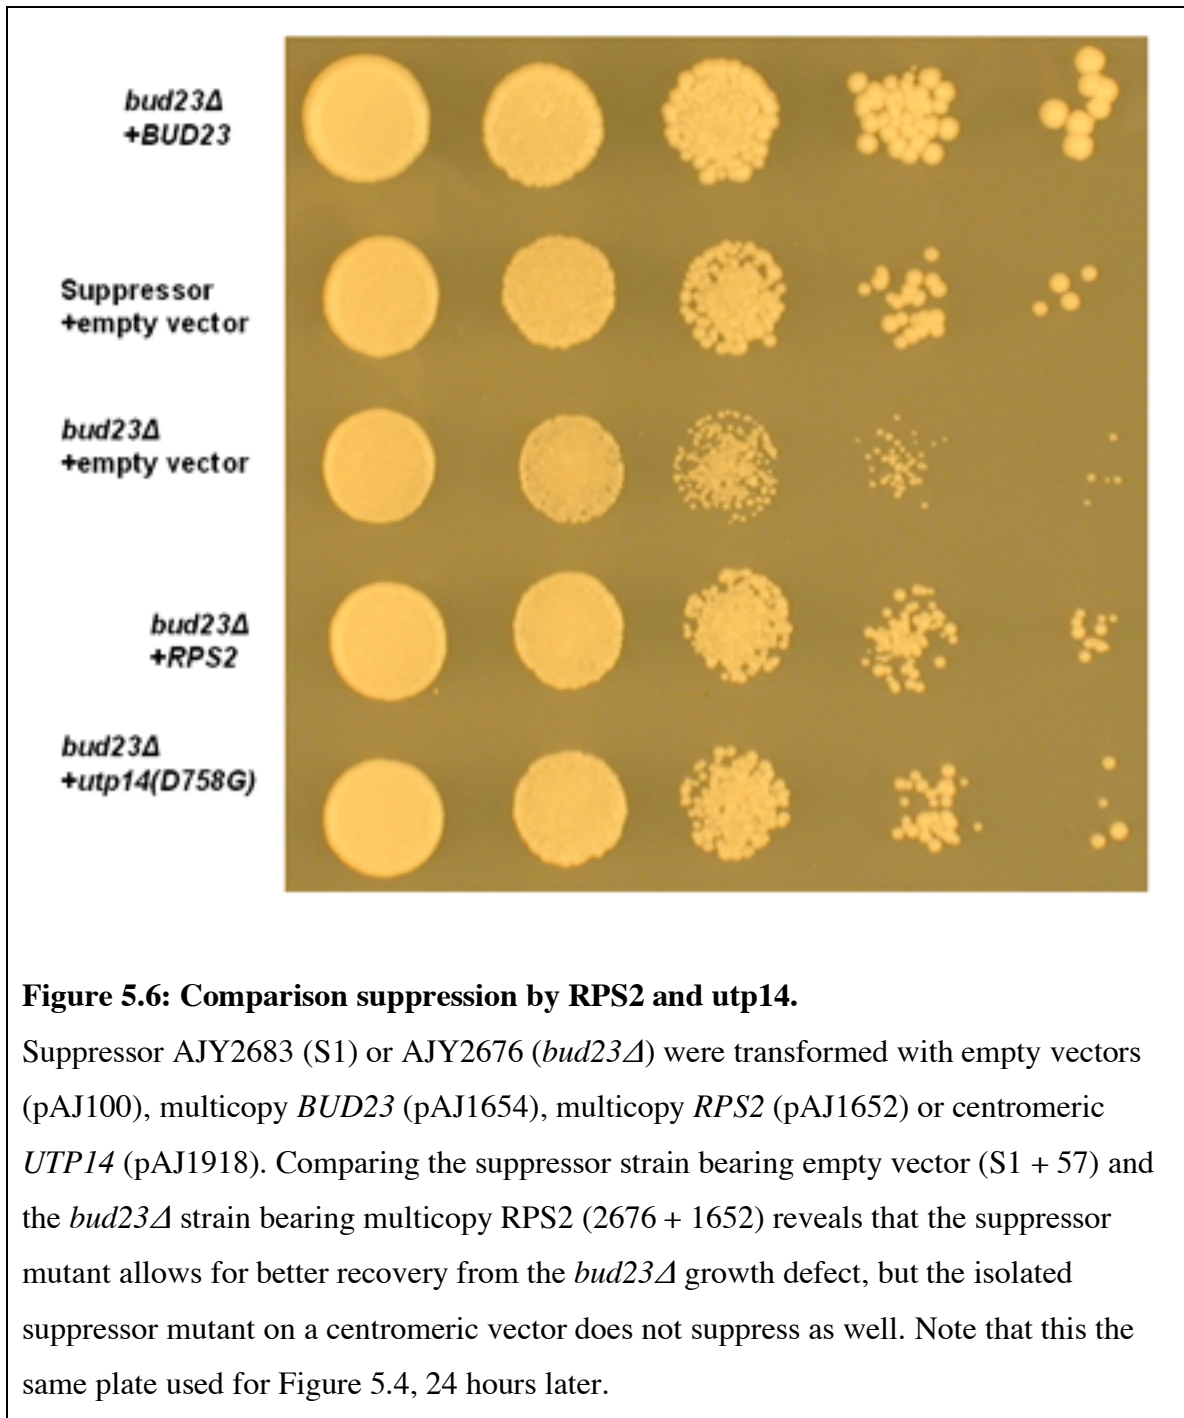 bud23Δ
+BUD23
Suppressor
+empty vector
bud23Δ
+empty vector
bud23Δ
+RPS2
bud23Δ
+utp14(D758G)
Figure 5.6: Comparison suppression by RPS2 and utp14.
Suppressor AJY2683 (S1) or AJY2676 (bud23Δ) were transformed with empty vectors
(pAJ100), multicopy BUD23 (pAJ1654), multicopy RPS2 (pAJ1652) or centromeric
UTP14 (pAJ1918). Comparing the suppressor strain bearing empty vector (S1 + 57) and
the bud23Δ strain bearing multicopy RPS2 (2676 + 1652) reveals that the suppressor
mutant allows for better recovery from the bud23Δ growth defect, but the isolated
suppressor mutant on a centromeric vector does not suppress as well. Note that this the
same plate used for Figure 5.4, 24 hours later.